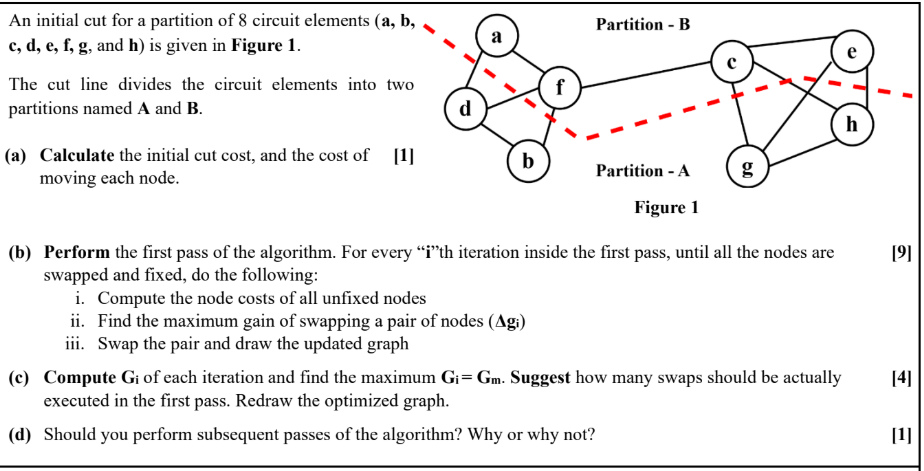 An initial cut for a partition of 8 circuit elements (a, b,
c, d, e, f, g, and h) is given in Figure 1.
The cut line divides the circuit elements into two
partitions named A and B.
(a) Calculate the initial cut cost, and the cost of [1]
moving each node.
Partition - B
a
c
e
f
d
h
b
Partition - A
g
Figure 1
(b) Perform the first pass of the algorithm. For every “i”th iteration inside the first pass, until all the nodes are [9]
swapped and fixed, do the following:
i. Compute the node costs of all unfixed nodes
ii. Find the maximum gain of swapping a pair of nodes (Δgi)
iii. Swap the pair and draw the updated graph
(c) Compute Gi of each iteration and find the maximum Gi= Gm. Suggest how many swaps should be actually [4]
executed in the first pass. Redraw the optimized graph.
(d) Should you perform subsequent passes of the algorithm? Why or why not? [1]